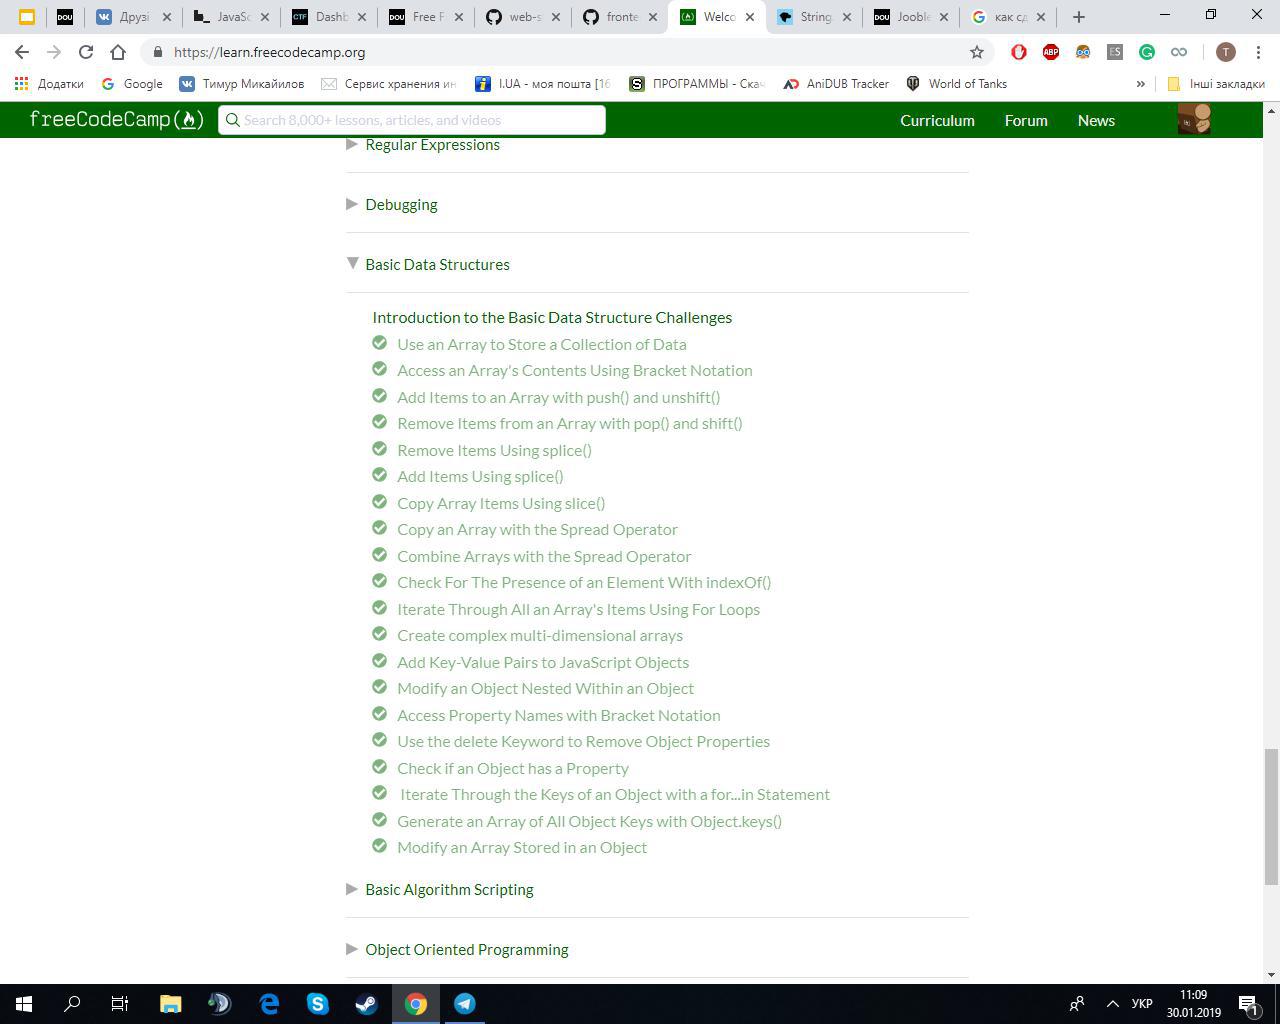 Друзі
JavaSc
CTF Dashb
DOU Free F
web-s
fronte
Welco
String
DOU Jooble
как сд
https://learn.freecodecamp.org
ABP
ES
T
Додатки
Google
Тимур Микаилов
Сервис хранения ин
I.UA - моя пошта [16
ПРОГРАММЫ - Скач
AniDUB Tracker
World of Tanks
»
Інші закладки
freeCodeCamp
Search 8,000+ lessons, articles, and videos
Curriculum
Forum
News
Regular Expressions
Debugging
Basic Data Structures
Introduction to the Basic Data Structure Challenges
Use an Array to Store a Collection of Data
Access an Array's Contents Using Bracket Notation
Add Items to an Array with push() and unshift()
Remove Items from an Array with pop() and shift()
Remove Items Using splice()
Add Items Using splice()
Copy Array Items Using slice()
Copy an Array with the Spread Operator
Combine Arrays with the Spread Operator
Check For The Presence of an Element With indexOf()
Iterate Through All an Array's Items Using For Loops
Create complex multi-dimensional arrays
Add Key-Value Pairs to JavaScript Objects
Modify an Object Nested Within an Object
Access Property Names with Bracket Notation
Use the delete Keyword to Remove Object Properties
Check if an Object has a Property
Iterate Through the Keys of an Object with a for...in Statement
Generate an Array of All Object Keys with Object.keys()
Modify an Array Stored in an Object
Basic Algorithm Scripting
Object Oriented Programming
УКР
11:09
30.01.2019
1